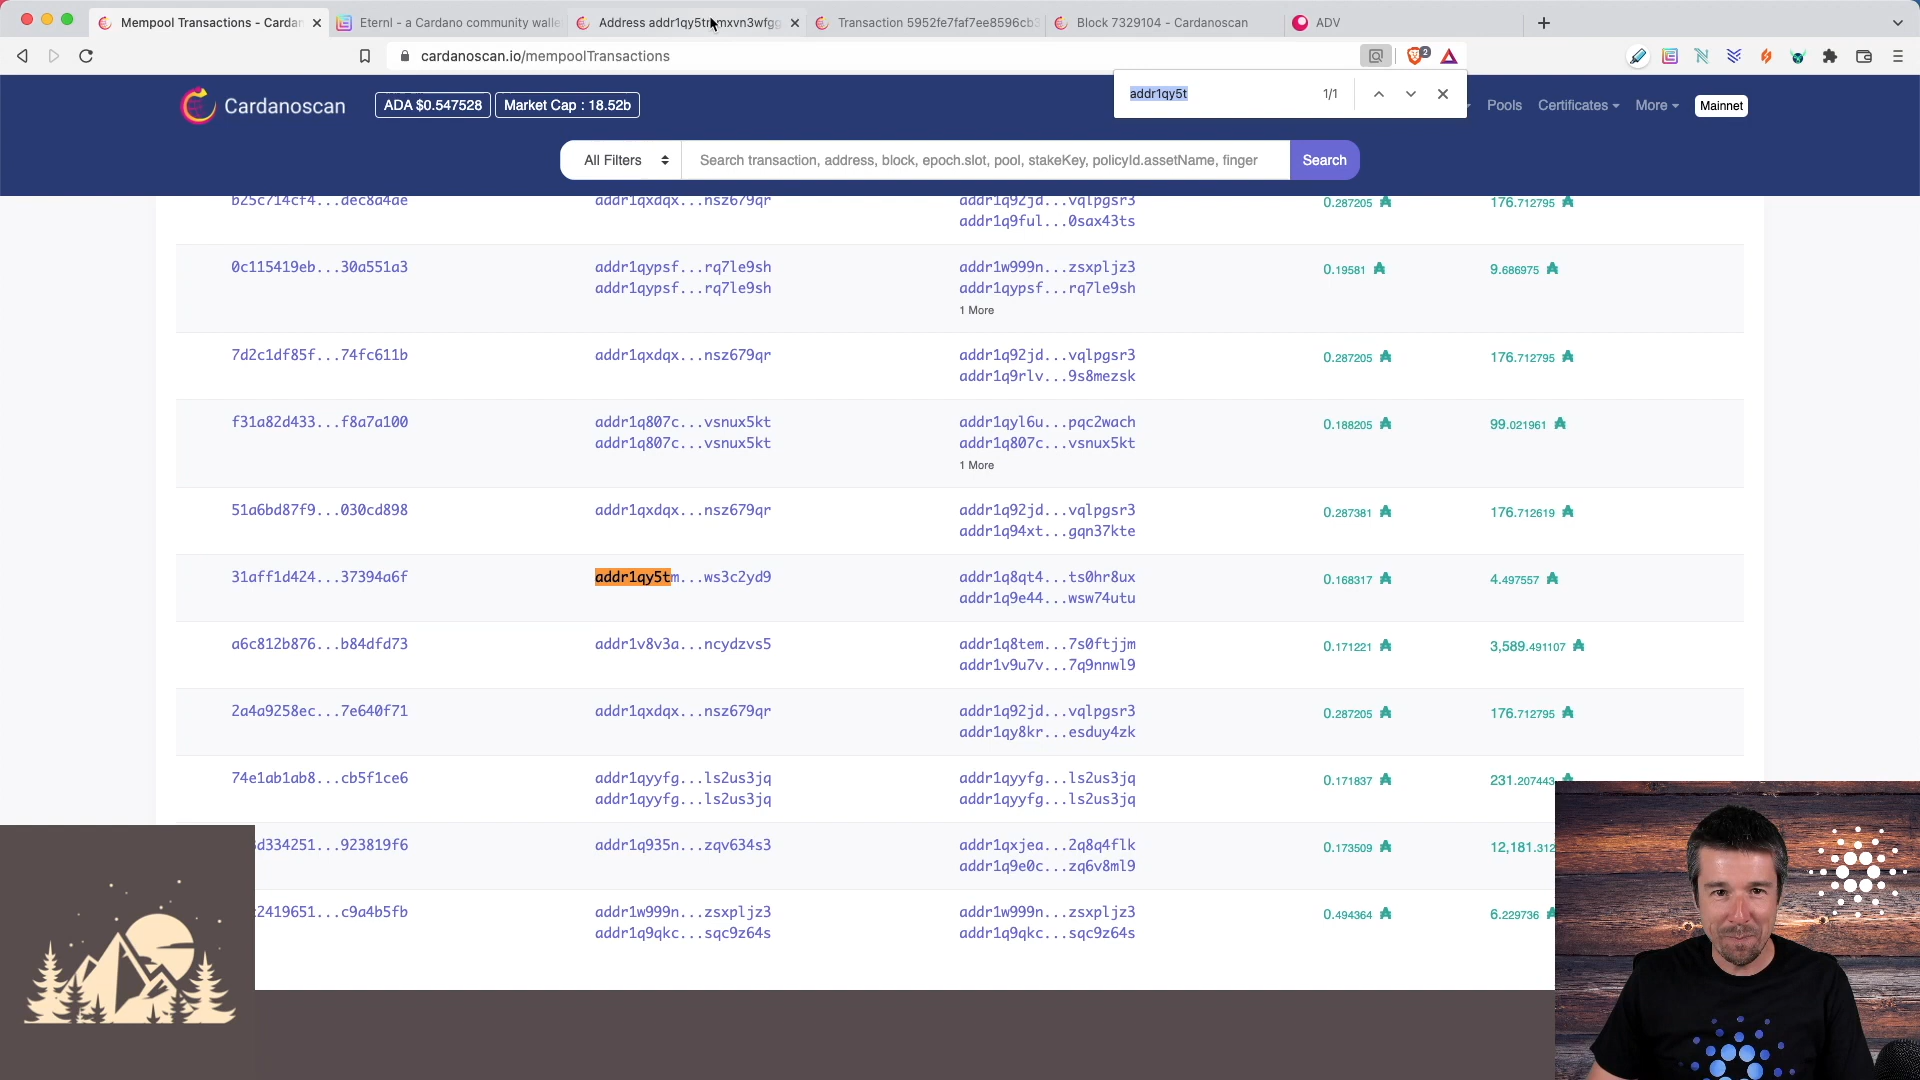 Mempool Transactions - Cardan
Eternl - a Cardano community walle
Address addr1qy5tmxvn3wfgg
Transaction 5952fe7faf7ee8596cb3
Block 7329104 - Cardanoscan
ADV
cardanoscan.io/mempoolTransactions
2
addr1qy5t
1/1
Cardanoscan
ADA $0.547528
Market Cap : 18.52b
Pools
Certificates
More
Mainnet
All Filters
Search transaction, address, block, epoch.slot, pool, stakeKey, policyId.assetName, finger
Search
b25c714cf4...dec8a4ae
addr1qxdqx...nsz679qr
addr1q92jd...vqlpgsr3
0.287205 ₳
176.712795 ₳
addr1q9ful...0sax43ts
0c115419eb...30a551a3
addr1qypsf...rq7le9sh
addr1w999n...zsxpljz3
0.19581 ₳
9.686975 ₳
addr1qypsf...rq7le9sh
addr1qypsf...rq7le9sh
1 More
7d2c1df85f...74fc611b
addr1qxdqx...nsz679qr
addr1q92jd...vqlpgsr3
0.287205 ₳
176.712795 ₳
addr1q9rlv...9s8mezsk
f31a82d433...f8a7a100
addr1q807c...vsnux5kt
addr1qyl6u...pqc2wach
0.188205 ₳
99.021961 ₳
addr1q807c...vsnux5kt
addr1q807c...vsnux5kt
1 More
51a6bd87f9...030cd898
addr1qxdqx...nsz679qr
addr1q92jd...vqlpgsr3
0.287381 ₳
176.712619 ₳
addr1q94xt...gqn37kte
31aff1d424...37394a6f
addr1qy5tm...ws3c2yd9
addr1q8qt4...ts0hr8ux
0.168317 ₳
4.497557 ₳
addr1q9e44...wsw74utu
a6c812b876...b84dfd73
addr1v8v3a...ncydzvs5
addr1q8tem...7s0ftjjm
0.171221 ₳
3,589.491107 ₳
addr1v9u7v...7q9nnwl9
2a4a9258ec...7e640f71
addr1qxdqx...nsz679qr
addr1q92jd...vqlpgsr3
0.287205 ₳
176.712795 ₳
addr1qy8kr...esduy4zk
74e1ab1ab8...cb5f1ce6
addr1qyyfg...ls2us3jq
addr1qyyfg...ls2us3jq
0.171837 ₳
231.207443 ₳
addr1qyyfg...ls2us3jq
addr1qyyfg...ls2us3jq
d334251...923819f6
addr1q935n...zqv634s3
addr1qxjea...2q8q4flk
0.173509 ₳
12,181.312
addr1q9e0c...zq6v8ml9
2419651...c9a4b5fb
addr1w999n...zsxpljz3
addr1w999n...zsxpljz3
0.494364 ₳
6.229736 ₳
addr1q9qkc...sqc9z64s
addr1q9qkc...sqc9z64s